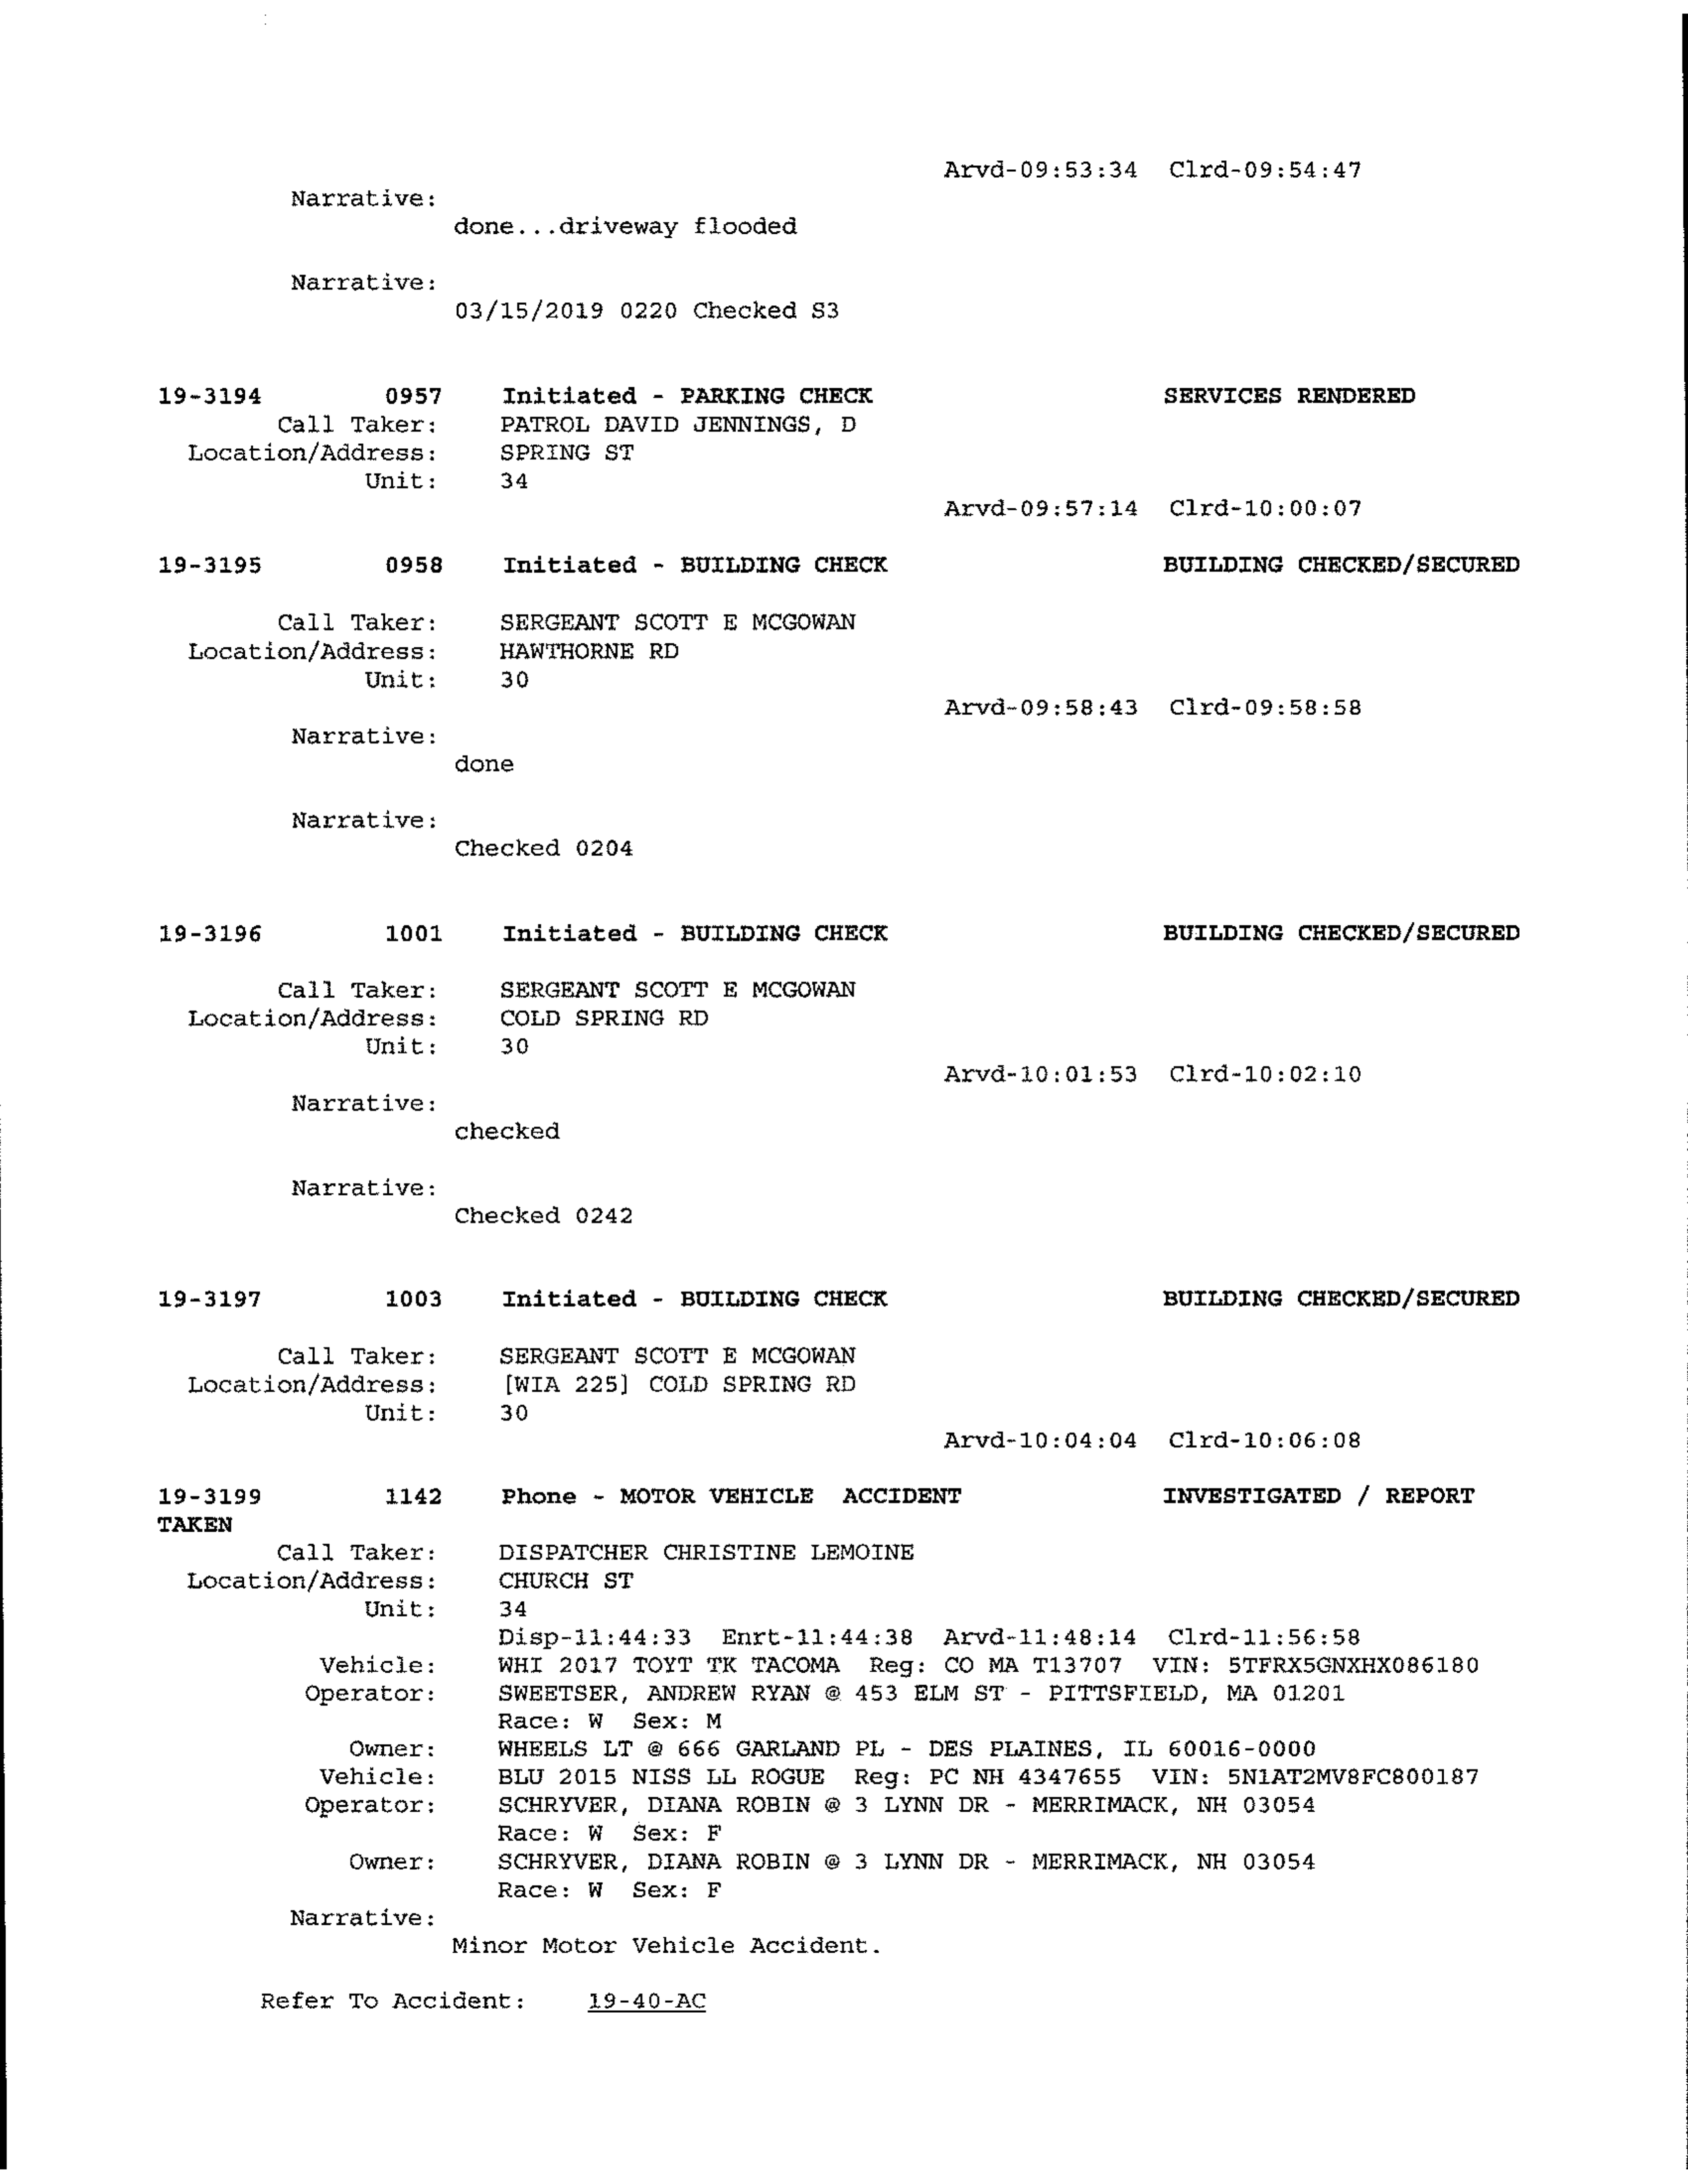 Arvd-09:53:34 Clrd-09:54:47
Narrative:
done...driveway flooded
Narrative:
03/15/2019 0220 Checked S3
19-3194 0957 Initiated - PARKING CHECK SERVICES RENDERED
Call Taker: PATROL DAVID JENNINGS, D
Location/Address: SPRING ST
Unit: 34
Arvd-09:57:14 Clrd-10:00:07
19-3195 0958 Initiated - BUILDING CHECK BUILDING CHECKED/SECURED
Call Taker: SERGEANT SCOTT E MCGOWAN
Location/Address: HAWTHORNE RD
Unit: 30
Arvd-09:58:43 Clrd-09:58:58
Narrative:
done
Narrative:
Checked 0204
19-3196 1001 Initiated - BUILDING CHECK BUILDING CHECKED/SECURED
Call Taker: SERGEANT SCOTT E MCGOWAN
Location/Address: COLD SPRING RD
Unit: 30
Arvd-10:01:53 Clrd-10:02:10
Narrative:
checked
Narrative:
Checked 0242
19-3197 1003 Initiated - BUILDING CHECK BUILDING CHECKED/SECURED
Call Taker: SERGEANT SCOTT E MCGOWAN
Location/Address: [WIA 225] COLD SPRING RD
Unit: 30
Arvd-10:04:04 Clrd-10:06:08
19-3199 1142 Phone - MOTOR VEHICLE ACCIDENT INVESTIGATED / REPORT
TAKEN
Call Taker: DISPATCHER CHRISTINE LEMOINE
Location/Address: CHURCH ST
Unit: 34
Disp-11:44:33 Enrt-11:44:38 Arvd-11:48:14 Clrd-11:56:58
Vehicle: WHI 2017 TOYT TK TACOMA Reg: CO MA T13707 VIN: 5TFRX5GNXHX086180
Operator: SWEETSER, ANDREW RYAN @ 453 ELM ST - PITTSFIELD, MA 01201
Race: W Sex: M
Owner: WHEELS LT @ 666 GARLAND PL - DES PLAINES, IL 60016-0000
Vehicle: BLU 2015 NISS LL ROGUE Reg: PC NH 4347655 VIN: 5N1AT2MV8FC800187
Operator: SCHRYVER, DIANA ROBIN @ 3 LYNN DR - MERRIMACK, NH 03054
Race: W Sex: F
Owner: SCHRYVER, DIANA ROBIN @ 3 LYNN DR - MERRIMACK, NH 03054
Race: W Sex: F
Narrative:
Minor Motor Vehicle Accident.
Refer To Accident: 19-40-AC